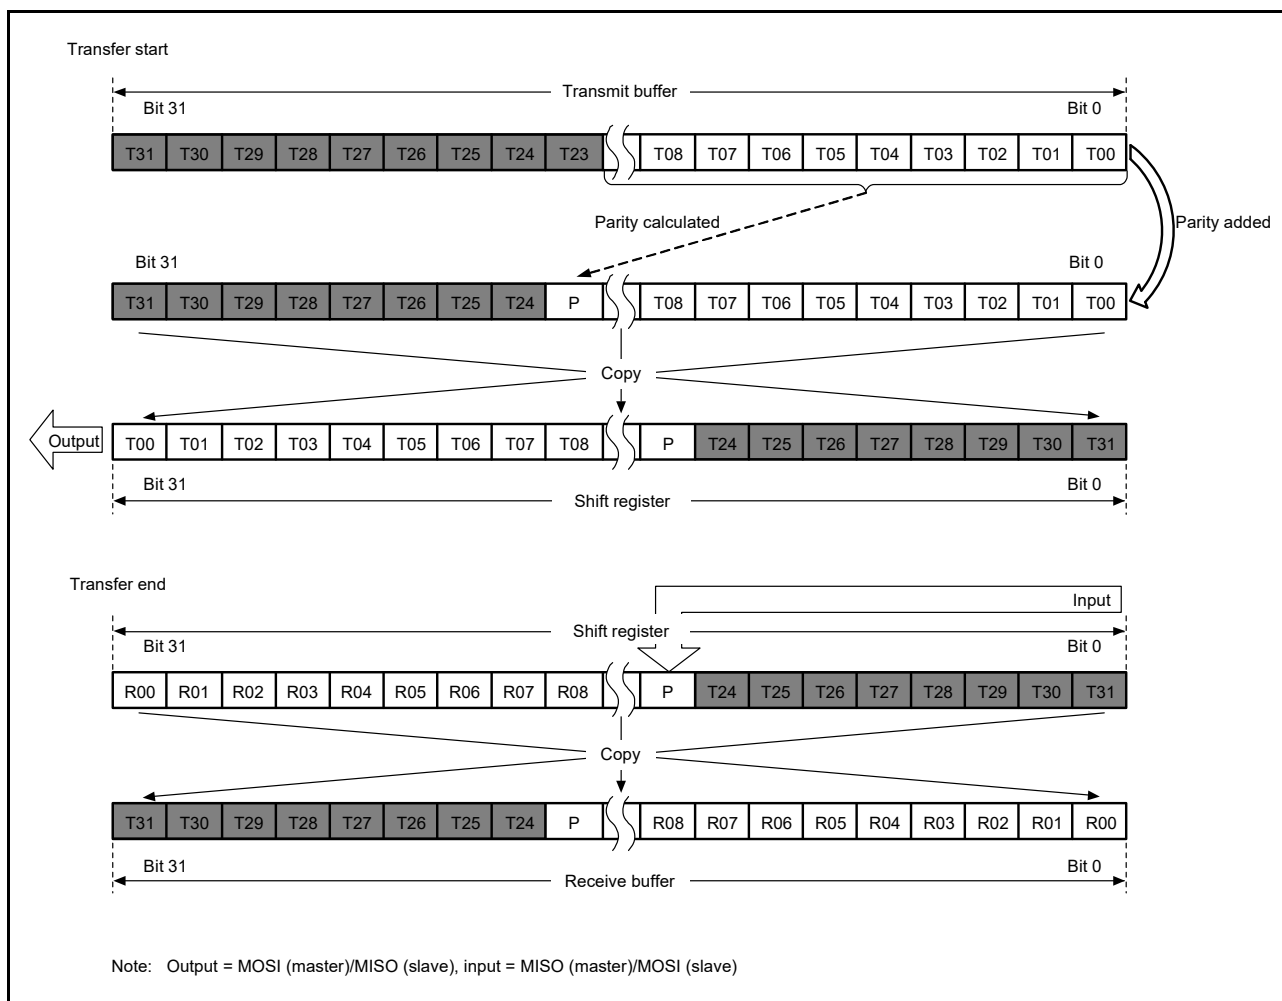 Transfer start
Transmit buffer
Bit 31 Bit 0
T31 T30 T29 T28 T27 T26 T25 T24 T23 T08 T07 T06 T05 T04 T03 T02 T01 T00
Parity calculated Parity added
Bit 31 Bit 0
T31 T30 T29 T28 T27 T26 T25 T24 P T08 T07 T06 T05 T04 T03 T02 T01 T00
Copy
Output T00 T01 T02 T03 T04 T05 T06 T07 T08 P T24 T25 T26 T27 T28 T29 T30 T31
Bit 31 Bit 0
Shift register
Transfer end
Input
Shift register
Bit 31 Bit 0
R00 R01 R02 R03 R04 R05 R06 R07 R08 P T24 T25 T26 T27 T28 T29 T30 T31
Copy
T31 T30 T29 T28 T27 T26 T25 T24 P R08 R07 R06 R05 R04 R03 R02 R01 R00
Bit 31 Bit 0
Receive buffer
Note: Output = MOSI (master)/MISO (slave), input = MISO (master)/MOSI (slave)